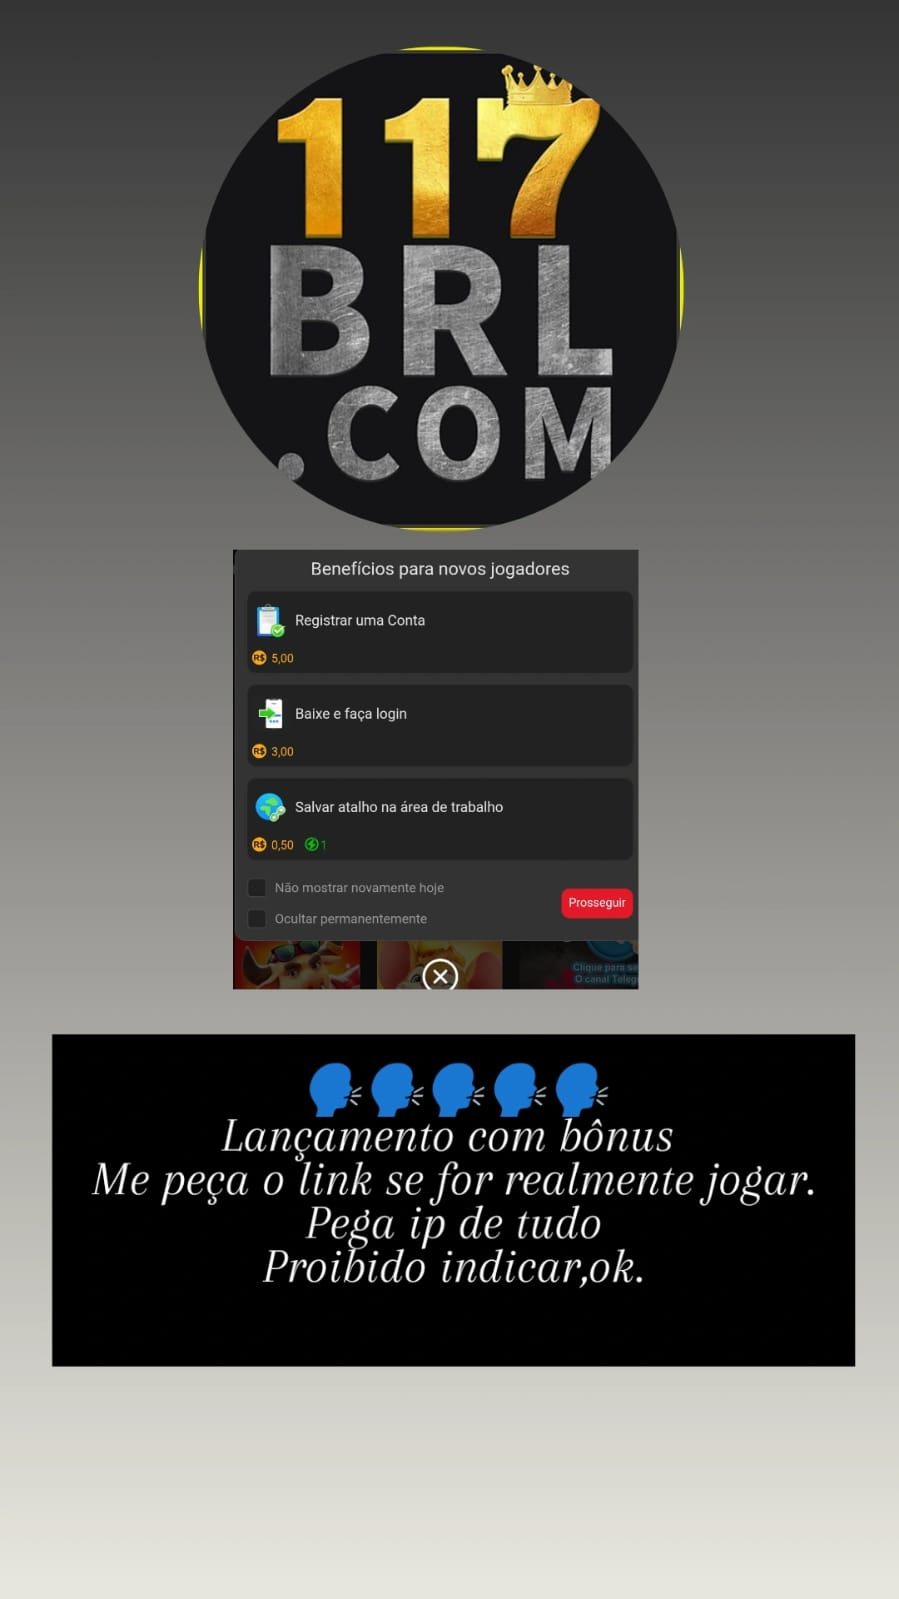 117
BRL
.COM
Benefícios para novos jogadores
Registrar uma Conta
R$ 5,00
Baixe e faça login
R$ 3,00
Salvar atalho na área de trabalho
R$ 0,50 1
Não mostrar novamente hoje
Prosseguir
Ocultar permanentemente
Clique para se
O canal Teleg
Lançamento com bônus
Me peça o link se for realmente jogar.
Pega ip de tudo
Proibido indicar,ok.